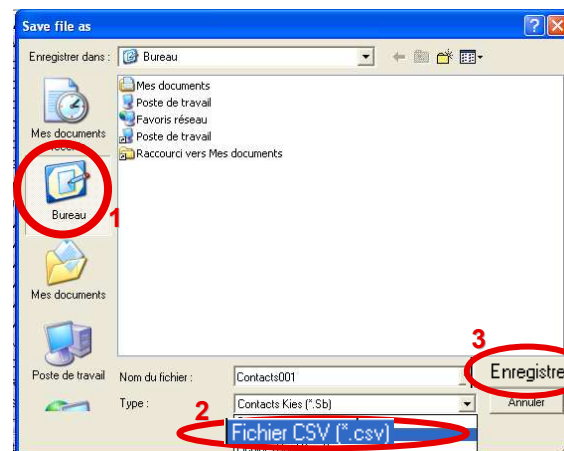 Save file as
Enregistrer dans :
Bureau
Mes documents
Poste de travail
Favoris réseau
Poste de travail
Raccourci vers Mes documents
Mes documents
Bureau
1
Mes documents
Poste de travail
3
Nom du fichier :
Contacts001
Enregistre
Type :
Contacts Kies (*.Sb)
Annuler
2
Fichier CSV (*.csv)